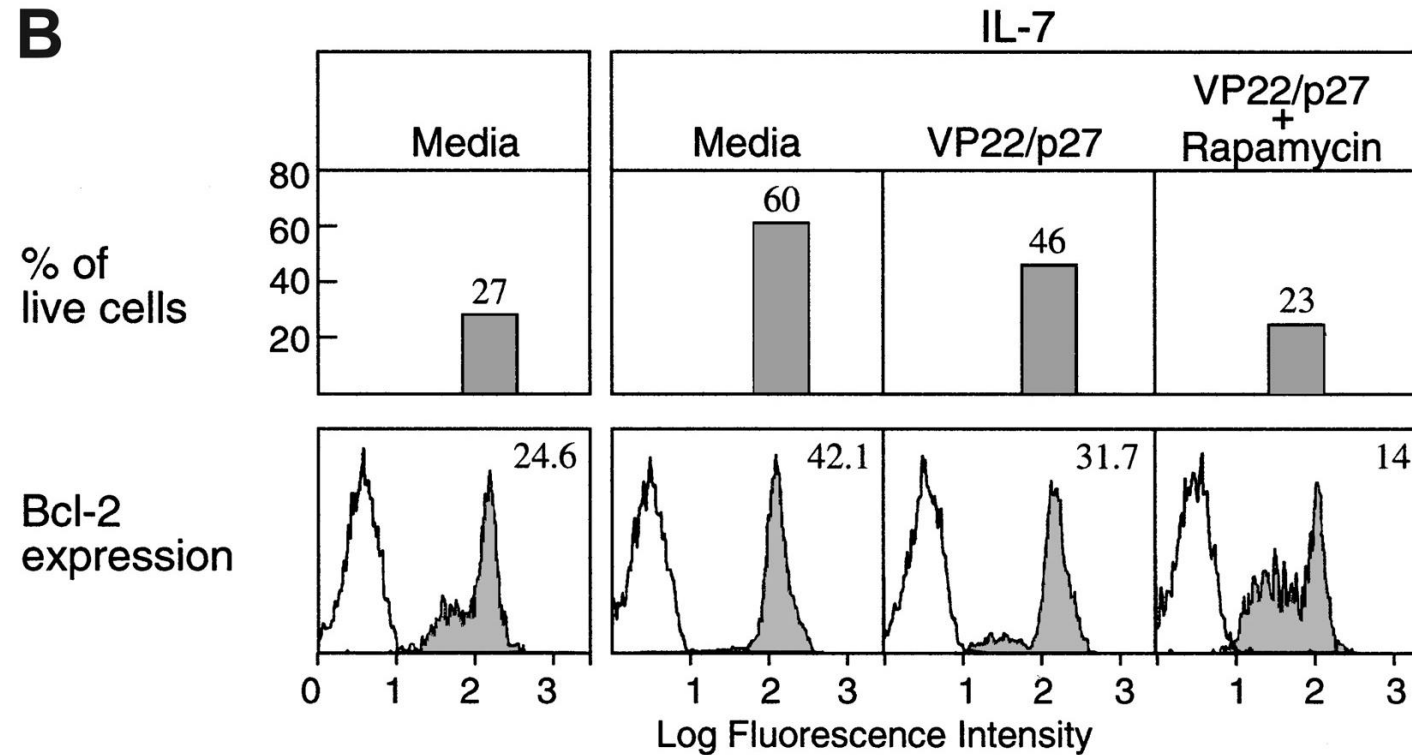 B
IL-7
Media
Media
VP22/p27
VP22/p27
+
Rapamycin
% of
live cells
80
60
40
20
27
60
46
23
Bcl-2
expression
24.6
42.1
31.7
14
0 1 2 3 1 2 3 1 2 3 1 2 3
Log Fluorescence Intensity